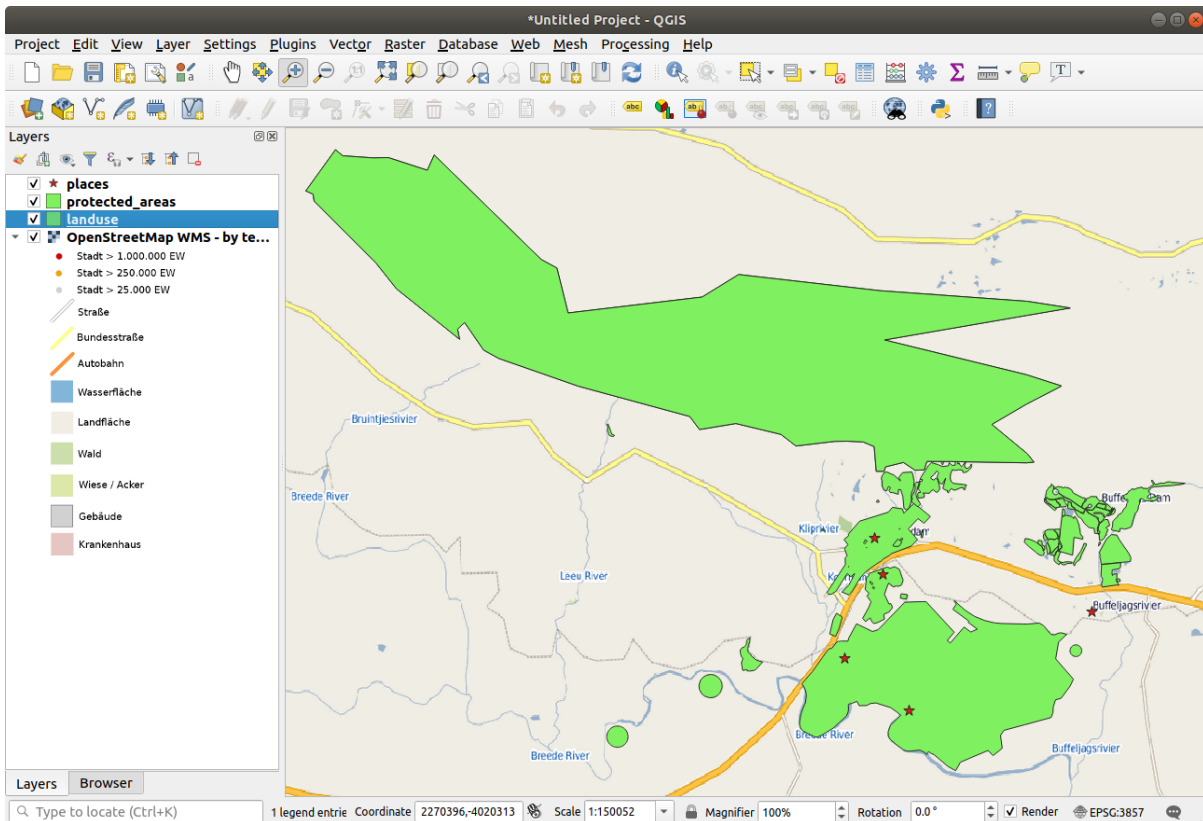 *Untitled Project - QGIS
Project Edit View Layer Settings Plugins Vector Raster Database Web Mesh Processing Help
abc
Layers
places
protected_areas
landuse
OpenStreetMap WMS - by te...
Stadt > 1.000.000 EW
Stadt > 250.000 EW
Stadt > 25.000 EW
Straße
Bundesstraße
Autobahn
Wasserfläche
Landfläche
Wald
Wiese / Acker
Gebäude
Krankenhaus
Bruintjiesrivier
Breede River
Kliprivier
Leeu River
Buffeljagsrivier
Breede River
Breede River
Buffeljagsrivier
Layers Browser
Type to locate (Ctrl+K)
1 legend entrie Coordinate 2270396,-4020313 Scale 1:150052 Magnifier 100% Rotation 0.0 ° Render EPSG:3857